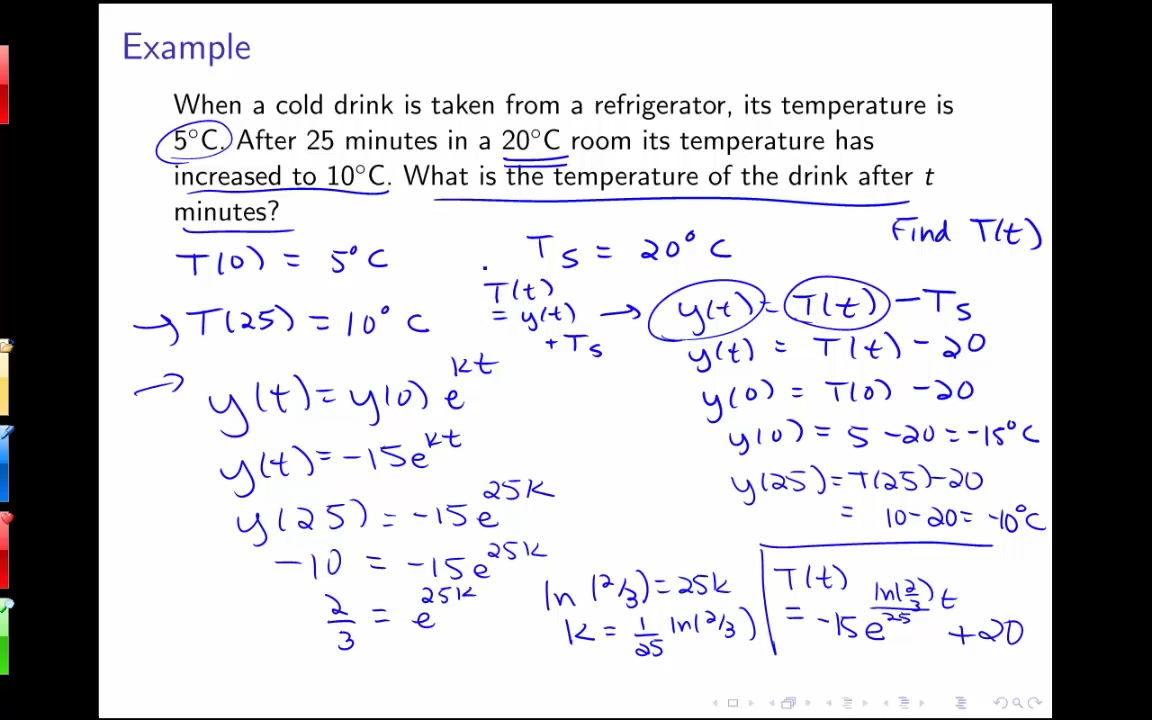 Example
When a cold drink is taken from a refrigerator, its temperature is
5°C. After 25 minutes in a 20°C room its temperature has
increased to 10°C. What is the temperature of the drink after t
minutes?
Find T(t)
T(0) = 5°C
T_s = 20°C
→ T(25) = 10°C
T(t)
= y(t) →
+ T_s
y(t) = T(t) - T_s
y(t) = T(t) - 20
y(0) = T(0) - 20
y(0) = 5 - 20 = -15°C
y(25) = T(25) - 20
= 10 - 20 = -10°C
→ y(t) = y(0) e^{kt}
y(t) = -15e^{kt}
y(25) = -15e^{25k}
-10 = -15e^{25k}
2/3 = e^{25k}
ln(2/3) = 25k
k = 1/25 ln(2/3)
T(t)
= -15e^{ln(2/3)/25 t} + 20